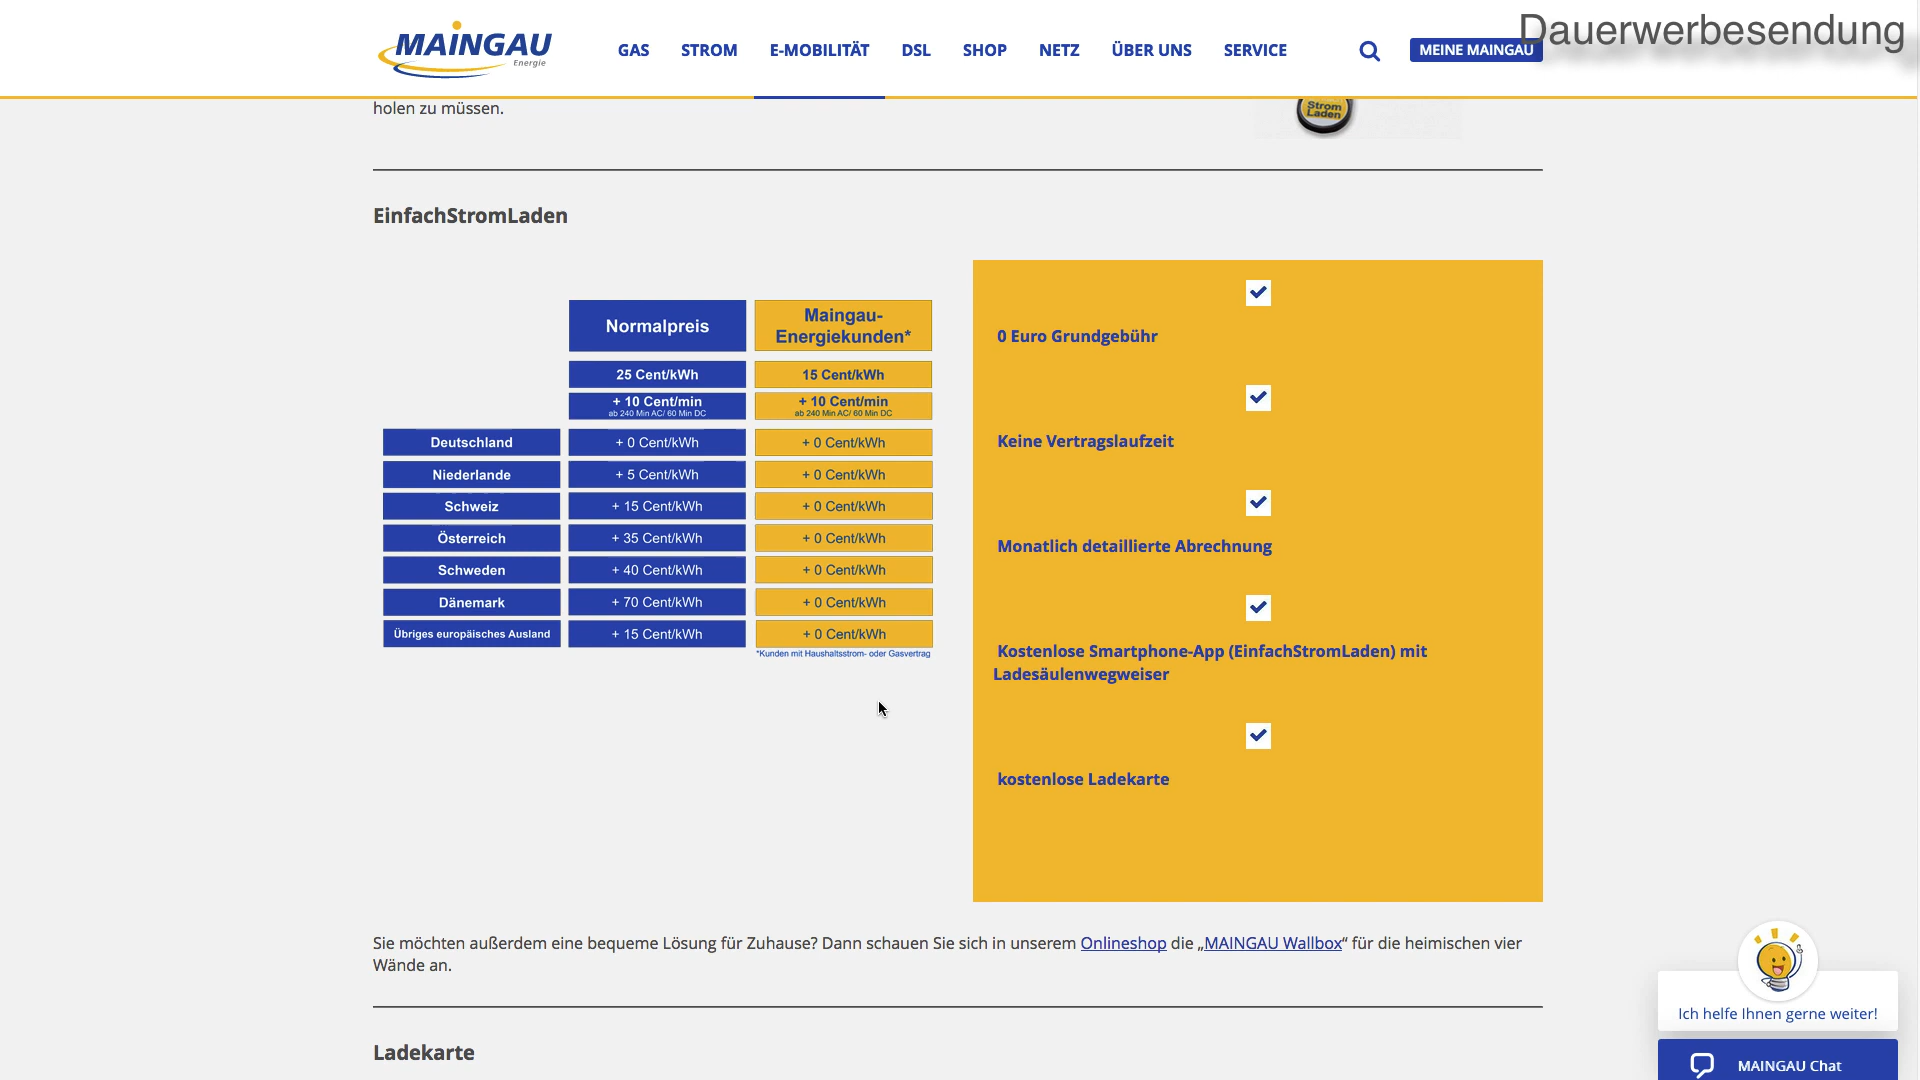 MAINGAU
Energie
GAS STROM E-MOBILITÄT DSL SHOP NETZ ÜBER UNS SERVICE
MEINE MAINGAU
Dauerwerbesendung
holen zu müssen.
Strom
Laden
EinfachStromLaden
Normalpreis
Maingau-
Energiekunden*
25 Cent/kWh 15 Cent/kWh
+ 10 Cent/min + 10 Cent/min
ab 240 Min AC/ 60 Min DC ab 240 Min AC/ 60 Min DC
Deutschland + 0 Cent/kWh + 0 Cent/kWh
Niederlande + 5 Cent/kWh + 0 Cent/kWh
Schweiz + 15 Cent/kWh + 0 Cent/kWh
Österreich + 35 Cent/kWh + 0 Cent/kWh
Schweden + 40 Cent/kWh + 0 Cent/kWh
Dänemark + 70 Cent/kWh + 0 Cent/kWh
Übriges europäisches Ausland + 15 Cent/kWh + 0 Cent/kWh
*Kunden mit Haushaltsstrom- oder Gasvertrag
0 Euro Grundgebühr
Keine Vertragslaufzeit
Monatlich detaillierte Abrechnung
Kostenlose Smartphone-App (EinfachStromLaden) mit
Ladesäulenwegweiser
kostenlose Ladekarte
Sie möchten außerdem eine bequeme Lösung für Zuhause? Dann schauen Sie sich in unserem Onlineshop die „MAINGAU Wallbox“ für die heimischen vier
Wände an.
Ladekarte
Ich helfe Ihnen gerne weiter!
MAINGAU Chat